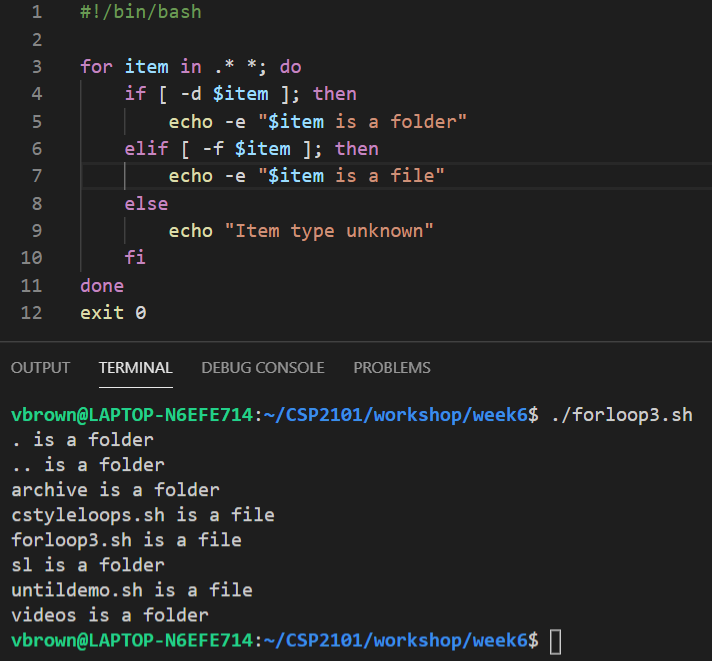 1 #!/bin/bash
2
3 for item in .* *; do
4     if [ -d $item ]; then
5         echo -e "$item is a folder"
6     elif [ -f $item ]; then
7         echo -e "$item is a file"
8     else
9         echo "Item type unknown"
10     fi
11 done
12 exit 0
OUTPUT TERMINAL DEBUG CONSOLE PROBLEMS
vbrown@LAPTOP-N6EFE714:~/CSP2101/workshop/week6$ ./forloop3.sh
. is a folder
.. is a folder
archive is a folder
cstyleloops.sh is a file
forloop3.sh is a file
sl is a folder
untildemo.sh is a file
videos is a folder
vbrown@LAPTOP-N6EFE714:~/CSP2101/workshop/week6$